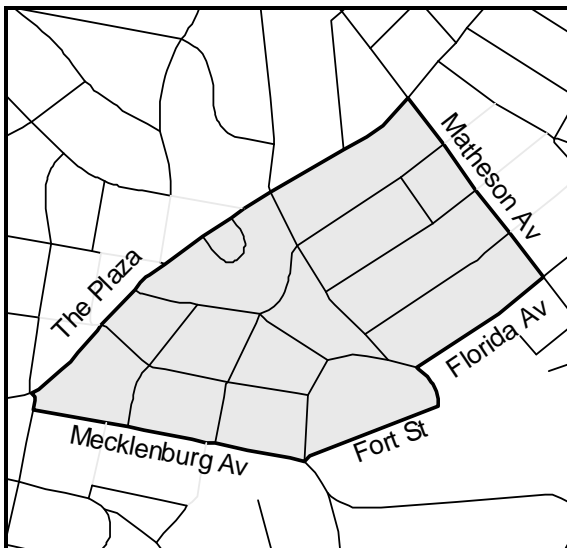 Matheson Av
The Plaza
Florida Av
Mecklenburg Av
Fort St